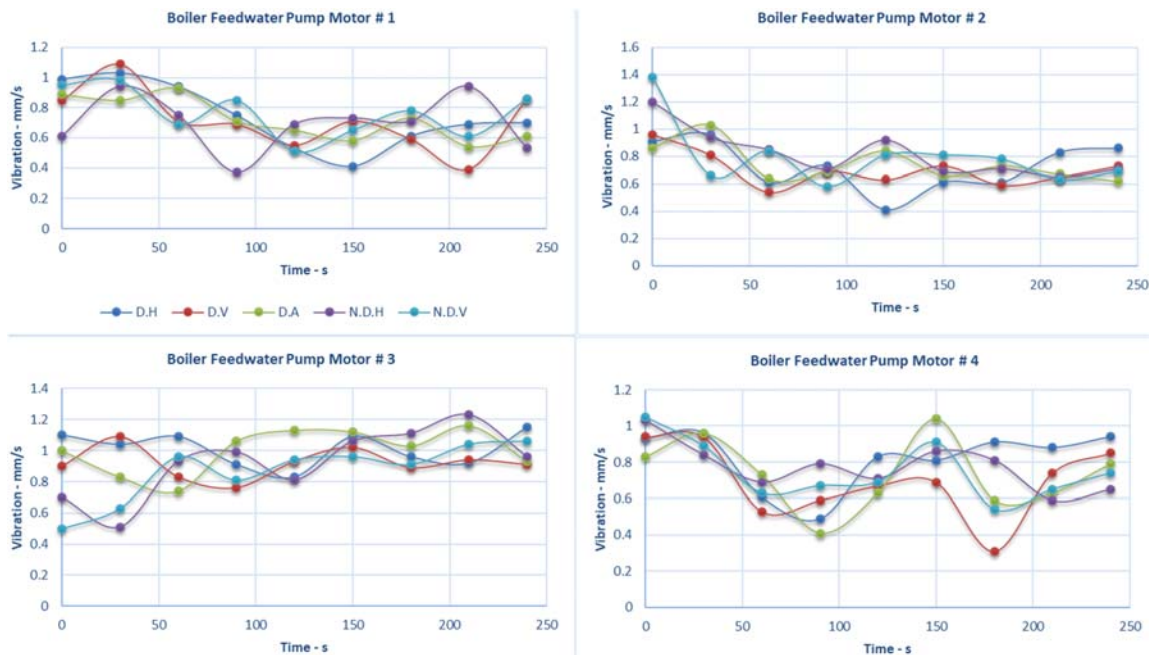 Boiler Feedwater Pump Motor # 1
Vibration - mm/s
1.2
1
0.8
0.6
0.4
0.2
0
0 50 100 150 200 250
Time - s
D.H D.V D.A N.D.H N.D.V
Boiler Feedwater Pump Motor # 2
Vibration - mm/s
1.6
1.4
1.2
1
0.8
0.6
0.4
0.2
0
0 50 100 150 200 250
Time - s
Boiler Feedwater Pump Motor # 3
Vibration - mm/s
1.4
1.2
1
0.8
0.6
0.4
0.2
0
0 50 100 150 200 250
Time - s
Boiler Feedwater Pump Motor # 4
Vibration - mm/s
1.2
1
0.8
0.6
0.4
0.2
0
0 50 100 150 200 250
Time - s